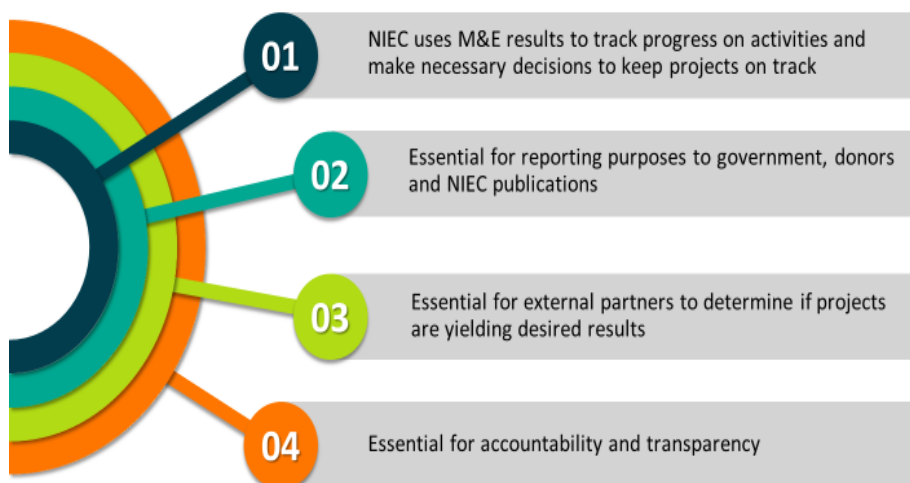 01
NIEC uses M&E results to track progress on activities and
make necessary decisions to keep projects on track
02
Essential for reporting purposes to government, donors
and NIEC publications
03
Essential for external partners to determine if projects
are yielding desired results
04
Essential for accountability and transparency